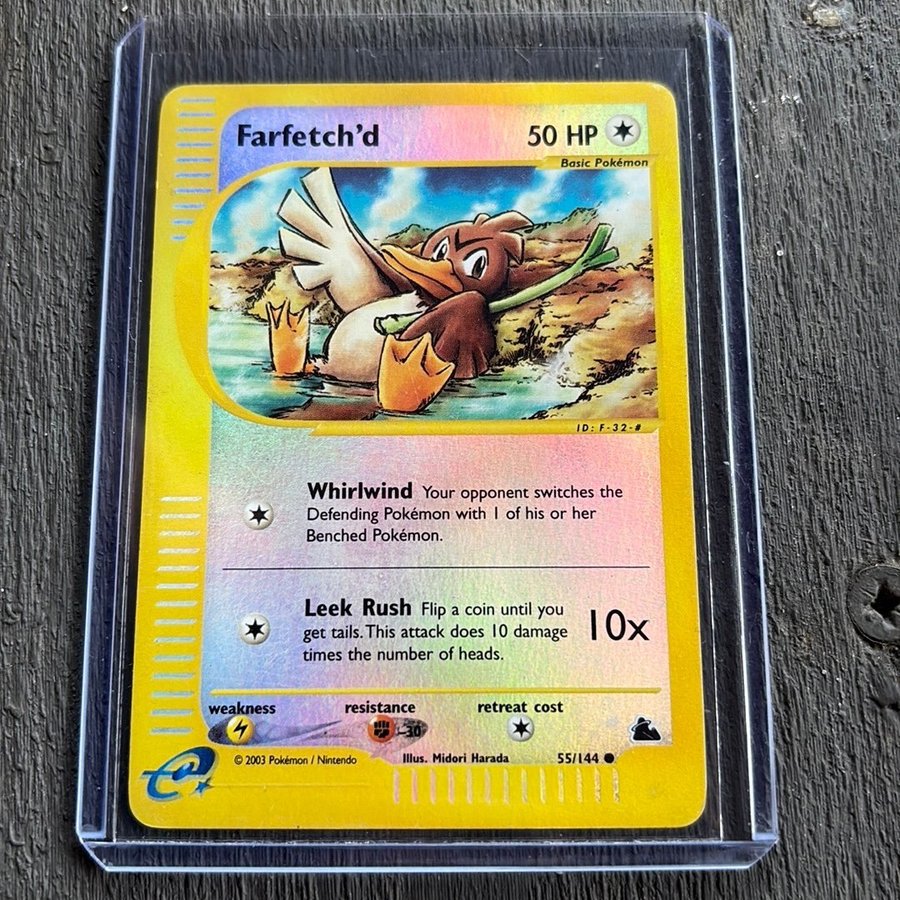 Farfetch'd 50 HP
Basic Pokémon
ID: F-32-#
Whirlwind Your opponent switches the
Defending Pokémon with 1 of his or her
Benched Pokémon.
Leek Rush Flip a coin until you
get tails. This attack does 10 damage
times the number of heads.
10x
weakness resistance retreat cost
-30
© 2003 Pokémon / Nintendo Illus. Midori Harada 55/144
e